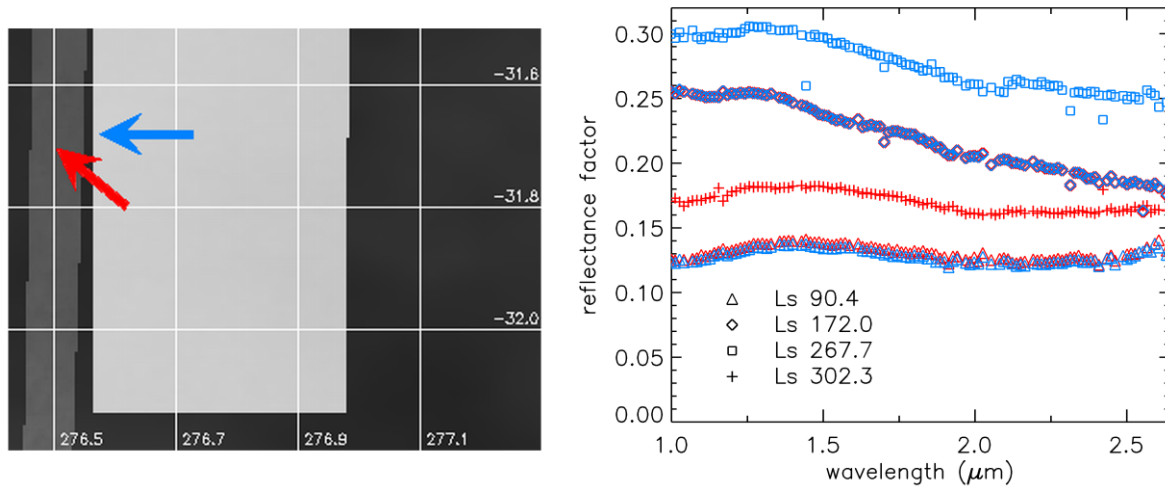 -31.6
-31.8
-32.0
276.5 276.7 276.9 277.1
reflectance factor
0.30
0.25
0.20
0.15
0.10
0.05
0.00
△ Ls 90.4
◇ Ls 172.0
□ Ls 267.7
+ Ls 302.3
1.0 1.5 2.0 2.5
wavelength (μm)